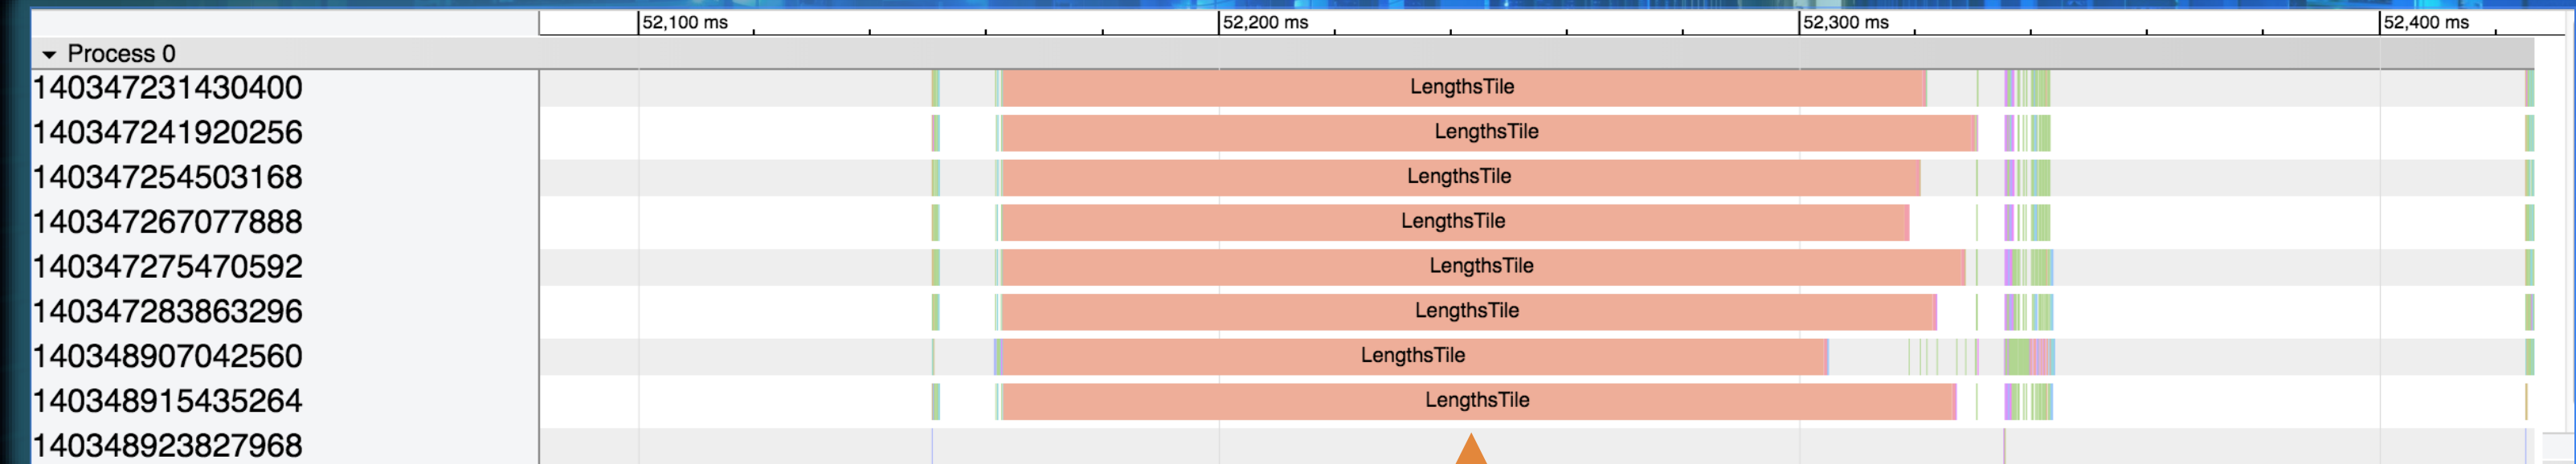 52,100 ms 52,200 ms 52,300 ms 52,400 ms
Process 0
140347231430400 LengthsTile
140347241920256 LengthsTile
140347254503168 LengthsTile
140347267077888 LengthsTile
140347275470592 LengthsTile
140347283863296 LengthsTile
140348907042560 LengthsTile
140348915435264 LengthsTile
140348923827968